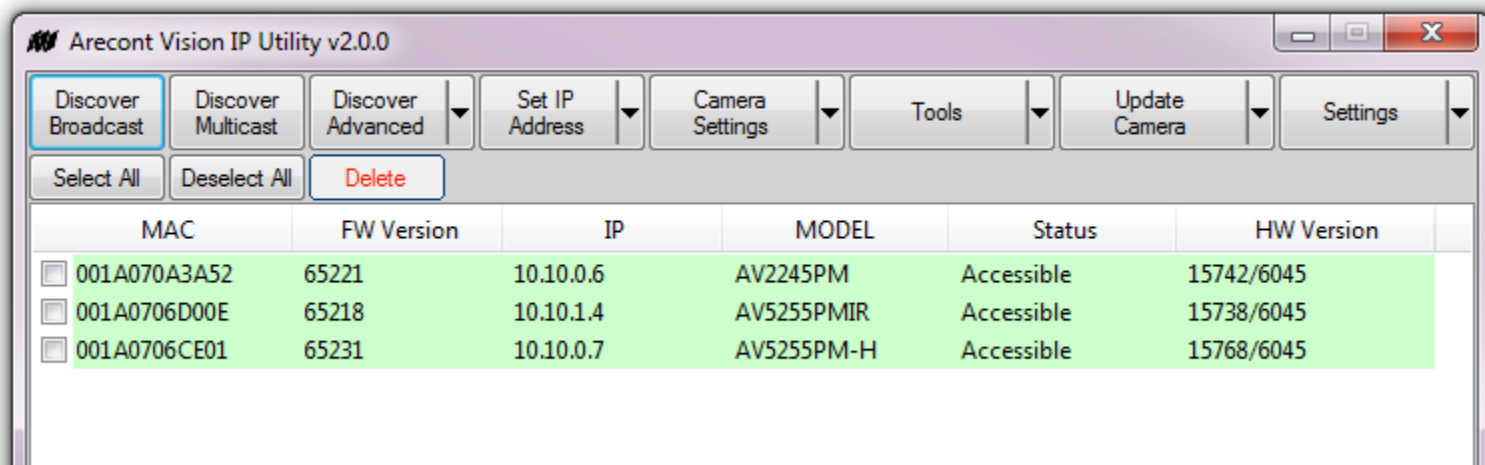 Arecont Vision IP Utility v2.0.0
Discover Broadcast Discover Multicast Discover Advanced Set IP Address Camera Settings Tools Update Camera Settings
Select All Deselect All Delete
MAC FW Version IP MODEL Status HW Version
001A070A3A52 65221 10.10.0.6 AV2245PM Accessible 15742/6045
001A0706D00E 65218 10.10.1.4 AV5255PMIR Accessible 15738/6045
001A0706CE01 65231 10.10.0.7 AV5255PM-H Accessible 15768/6045